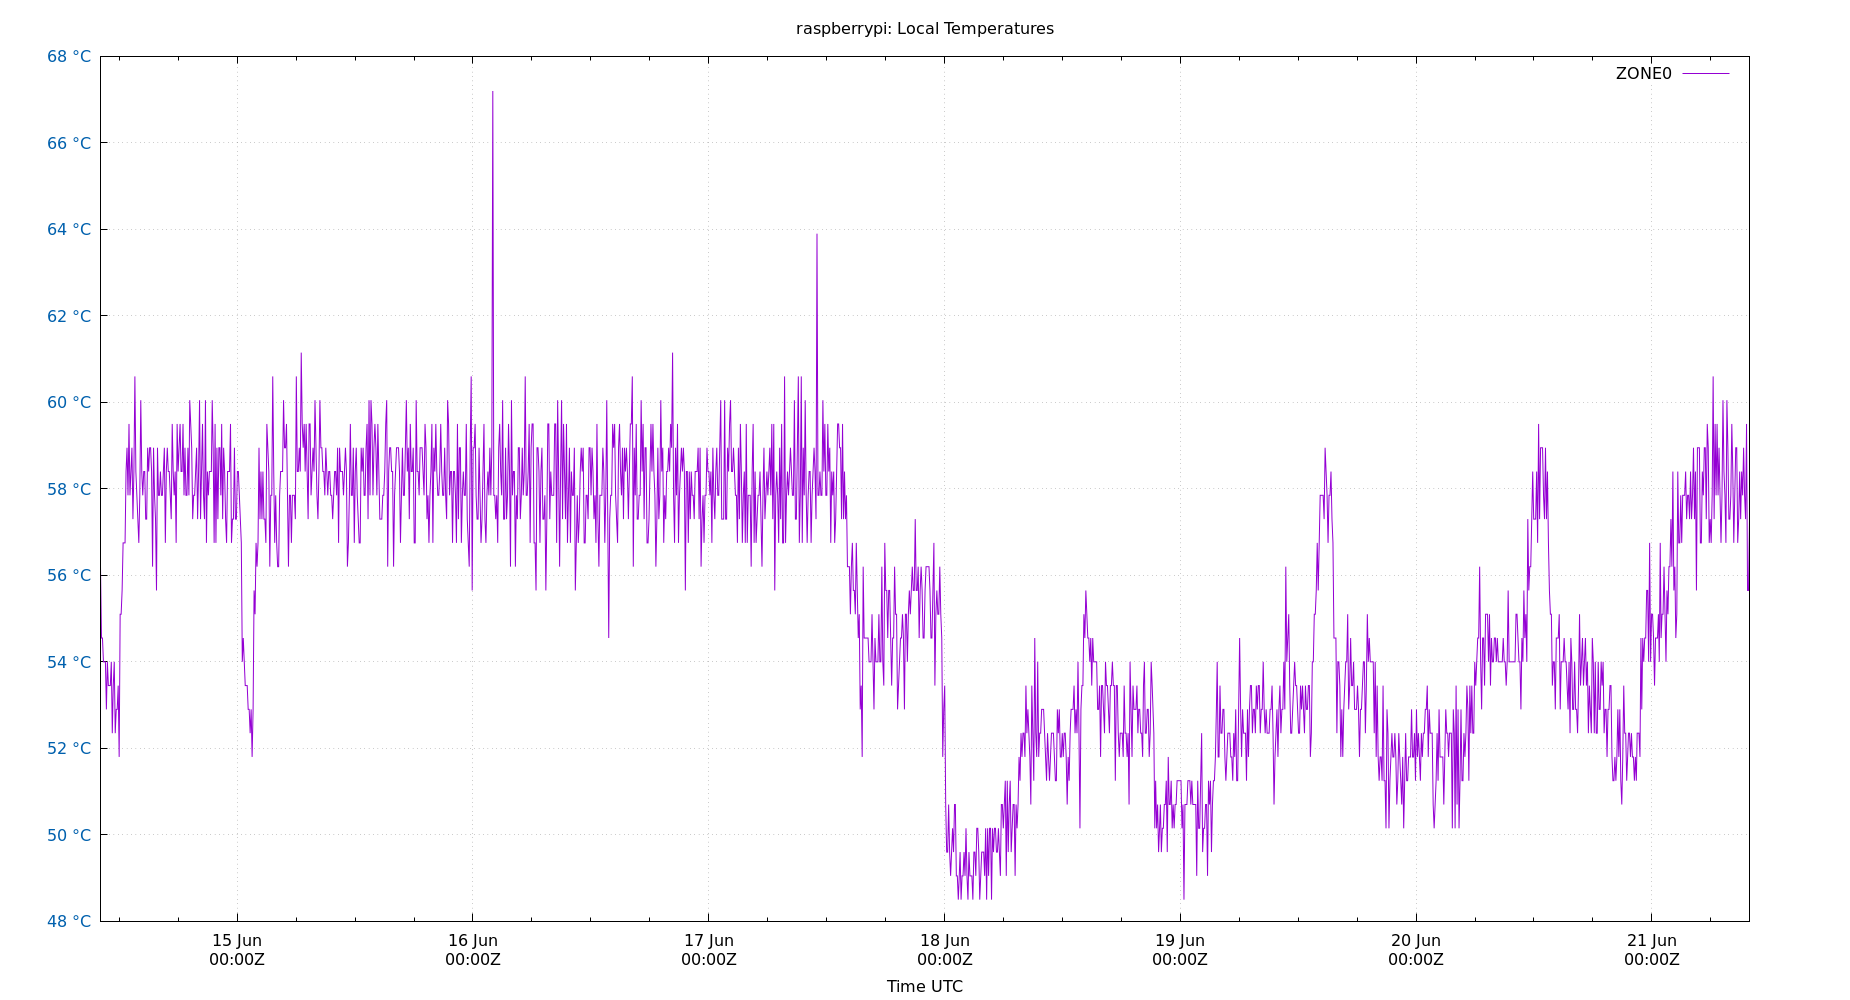 raspberrypi: Local Temperatures
68 °C
ZONE0
66 °C
64 °C
62 °C
60 °C
58 °C
56 °C
54 °C
52 °C
50 °C
48 °C
15 Jun 16 Jun 17 Jun 18 Jun 19 Jun 20 Jun 21 Jun
00:00Z 00:00Z 00:00Z 00:00Z 00:00Z 00:00Z 00:00Z
Time UTC